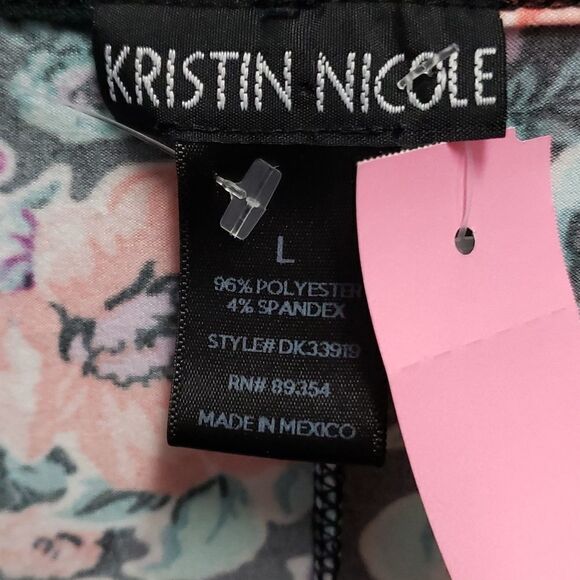 KRISTIN NICOLE
L
96% POLYESTER
4% SPANDEX
STYLE# DK33919
RN# 89354
MADE IN MEXICO